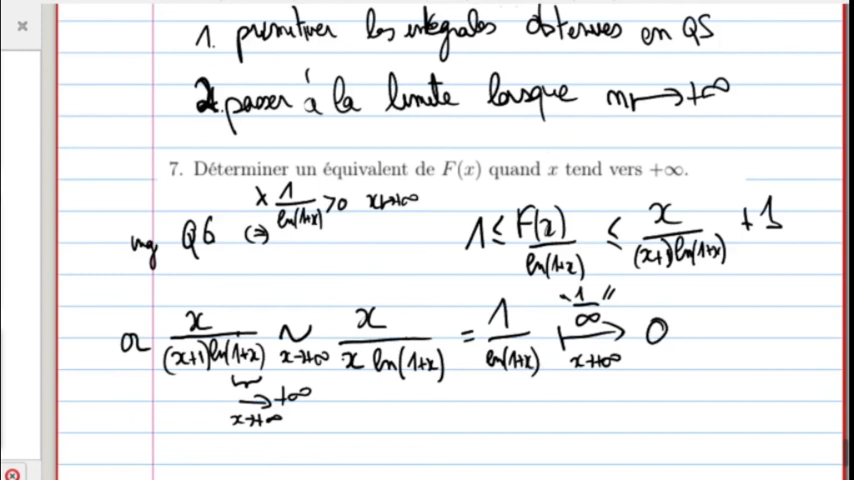 1. primitiver les intégrales obtenues en QS
2. passer à la limite lorsque m ↦ +∞
7. Déterminer un équivalent de F(x) quand x tend vers +∞.
Q6 ⇔ × 1/ln(1+x) > 0 x→+∞ 1 ≤ F(x)/ln(1+x) ≤ x/((x+1)ln(1+x)) + 1
or x/((x+1)ln(1+x)) ~ x→+∞ x/(x ln(1+x)) = 1/ln(1+x) "1/∞" ↦ x→+∞ 0
→ +∞
x→+∞